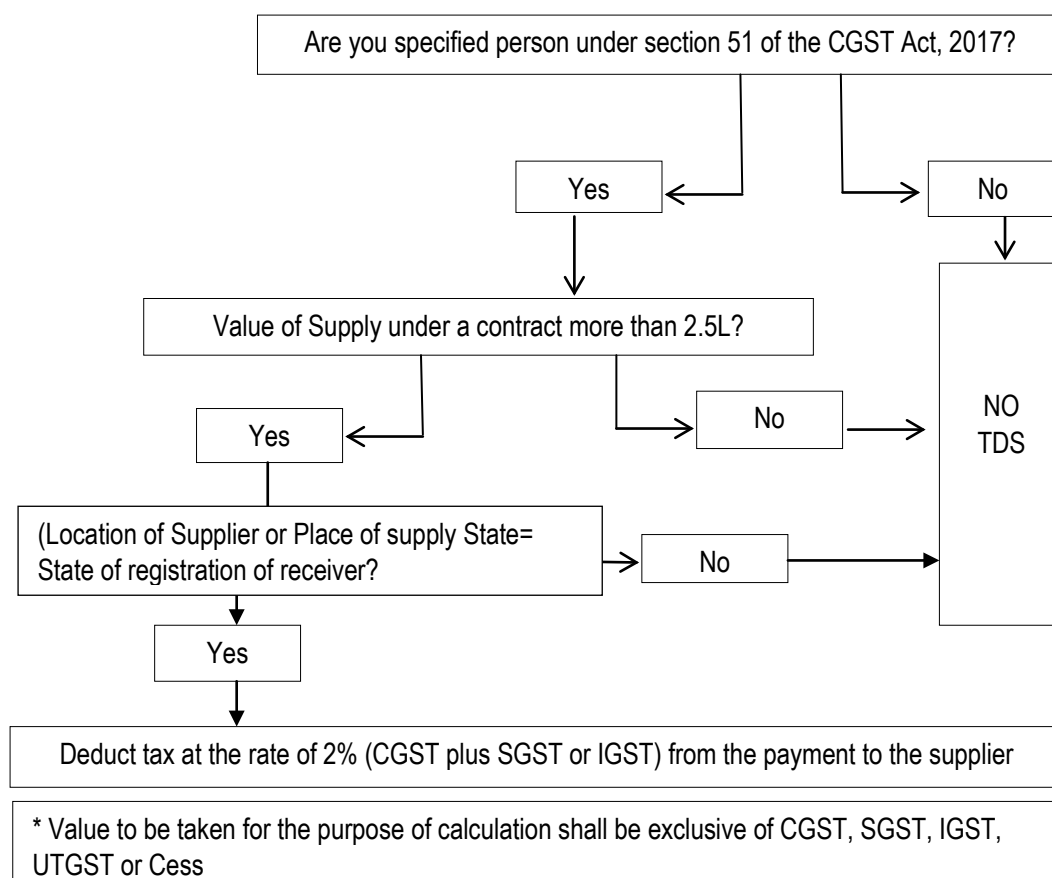 Are you specified person under section 51 of the CGST Act, 2017?
Yes
No
Value of Supply under a contract more than 2.5L?
Yes
No
NO
TDS
(Location of Supplier or Place of supply State=
State of registration of receiver?
No
Yes
Deduct tax at the rate of 2% (CGST plus SGST or IGST) from the payment to the supplier
* Value to be taken for the purpose of calculation shall be exclusive of CGST, SGST, IGST,
UTGST or Cess